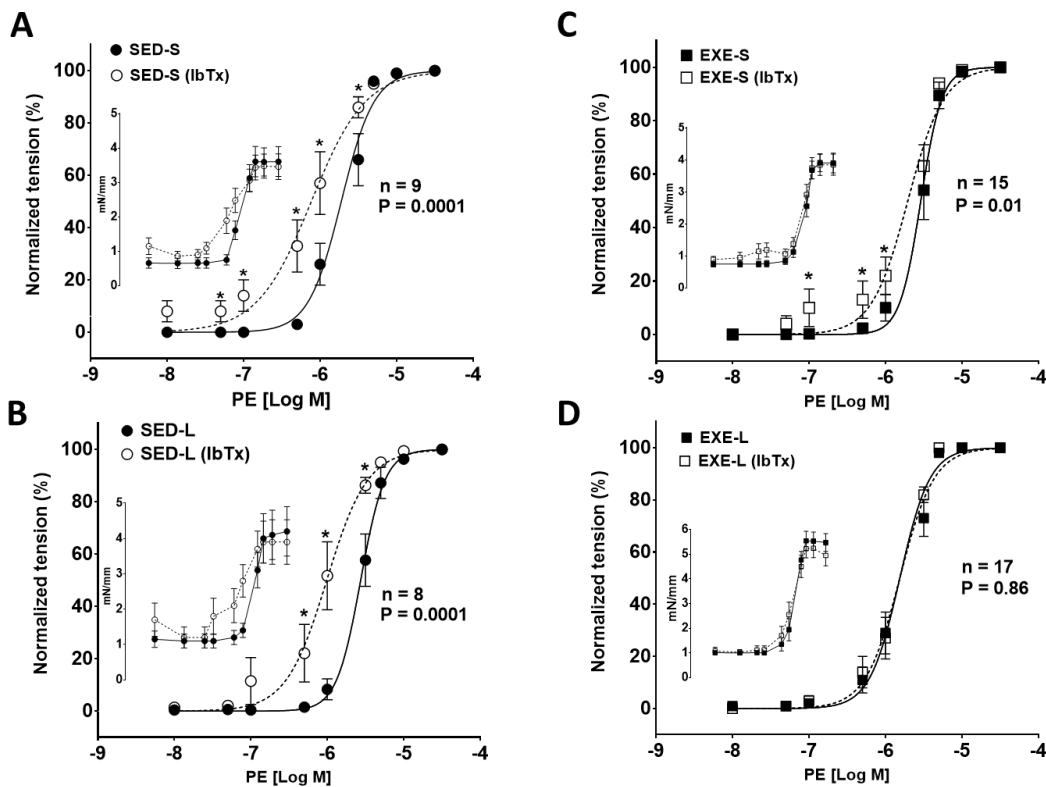 A
SED-S
SED-S (IbTx)
Normalized tension (%)
100
80
60
40
20
0
mN/mm
5
4
3
2
1
0
*
*
*
*
*
n = 9
P = 0.0001
-9
-8
-7
-6
-5
-4
PE [Log M]
B
SED-L
SED-L (IbTx)
Normalized tension (%)
100
80
60
40
20
0
mN/mm
5
4
3
2
1
0
*
*
*
n = 8
P = 0.0001
-9
-8
-7
-6
-5
-4
PE [Log M]
C
EXE-S
EXE-S (IbTx)
Normalized tension (%)
100
80
60
40
20
0
mN/mm
5
4
3
2
1
0
*
*
*
n = 15
P = 0.01
-9
-8
-7
-6
-5
-4
PE [Log M]
D
EXE-L
EXE-L (IbTx)
Normalized tension (%)
100
80
60
40
20
0
mN/mm
6
5
4
3
2
1
0
n = 17
P = 0.86
-9
-8
-7
-6
-5
-4
PE [Log M]